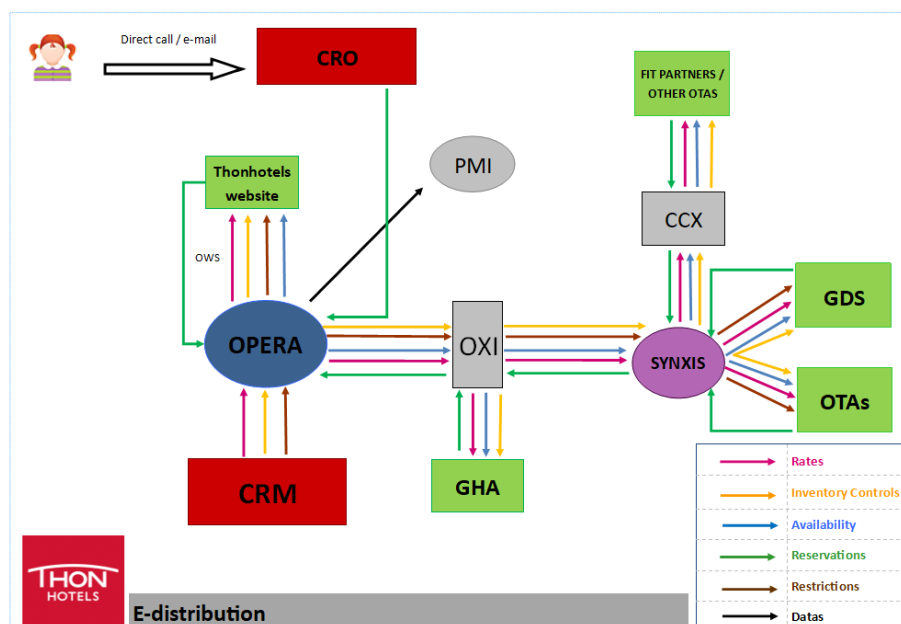 Direct call / e-mail
CRO
FIT PARTNERS /
OTHER OTAS
Thonhotels
website
PMI
CCX
OWS
GDS
OPERA
OXI
SYNXIS
OTAs
CRM
GHA
Rates
Inventory Controls
Availability
Reservations
Restrictions
Datas
THON
HOTELS
E-distribution